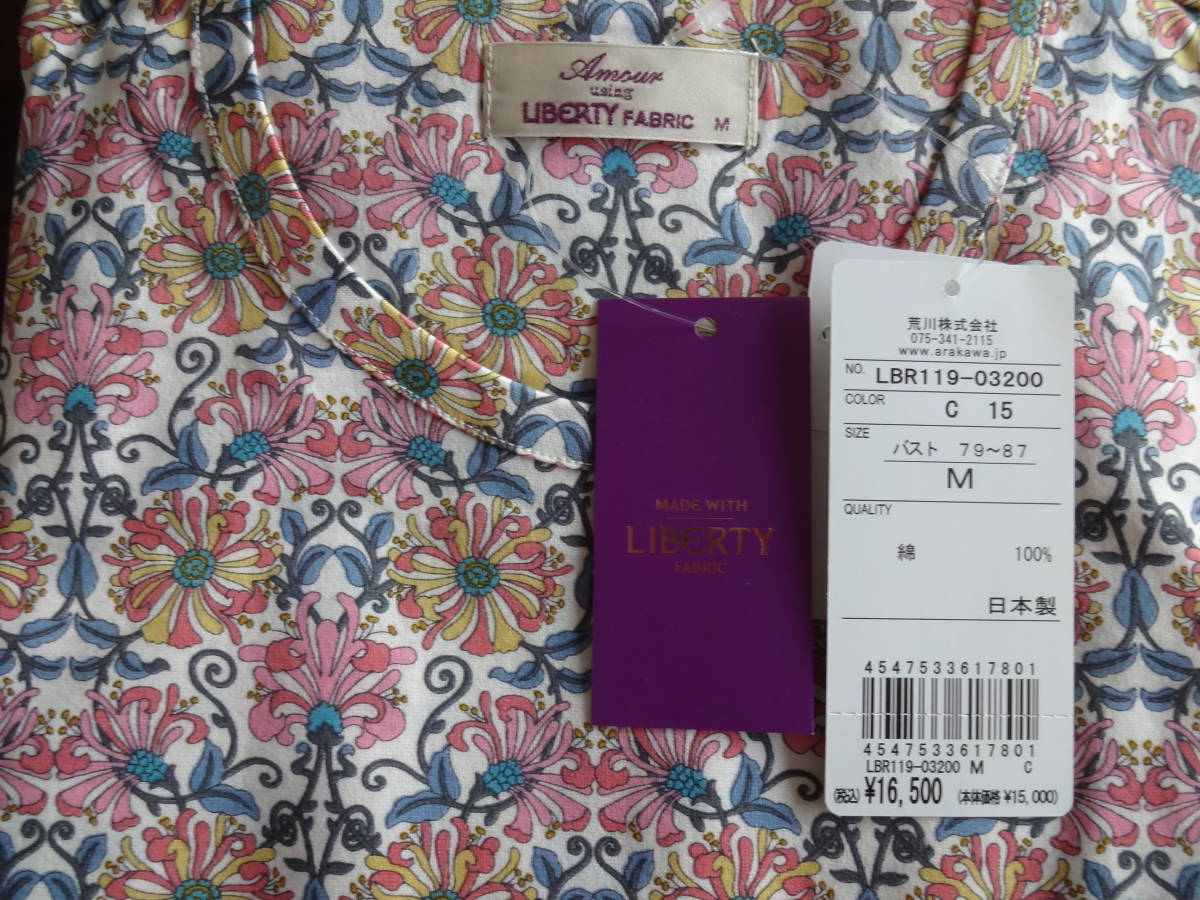 Amour
using
LIBERTY FABRIC M
MADE WITH
LIBERTY
FABRIC
荒川株式会社
075-341-2115
www.arakawa.jp
NO. LBR119-03200
COLOR C 15
SIZE
バスト 79~87
M
QUALITY
綿 100%
日本製
4547533617801
4547533617801
LBR119-03200 M C
(税込) ¥16,500 (本体価格 ¥15,000)